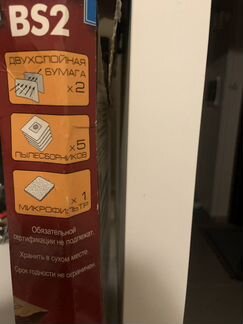 BS2
ДВУХСЛОЙНАЯ
БУМАГА
x2
x5
ПЫЛЕСБОРНИКОВ
x1
МИКРОФИЛЬТР
Обязательной
сертификации не подлежит.
Хранить в сухом месте.
Срок годности не ограничен.